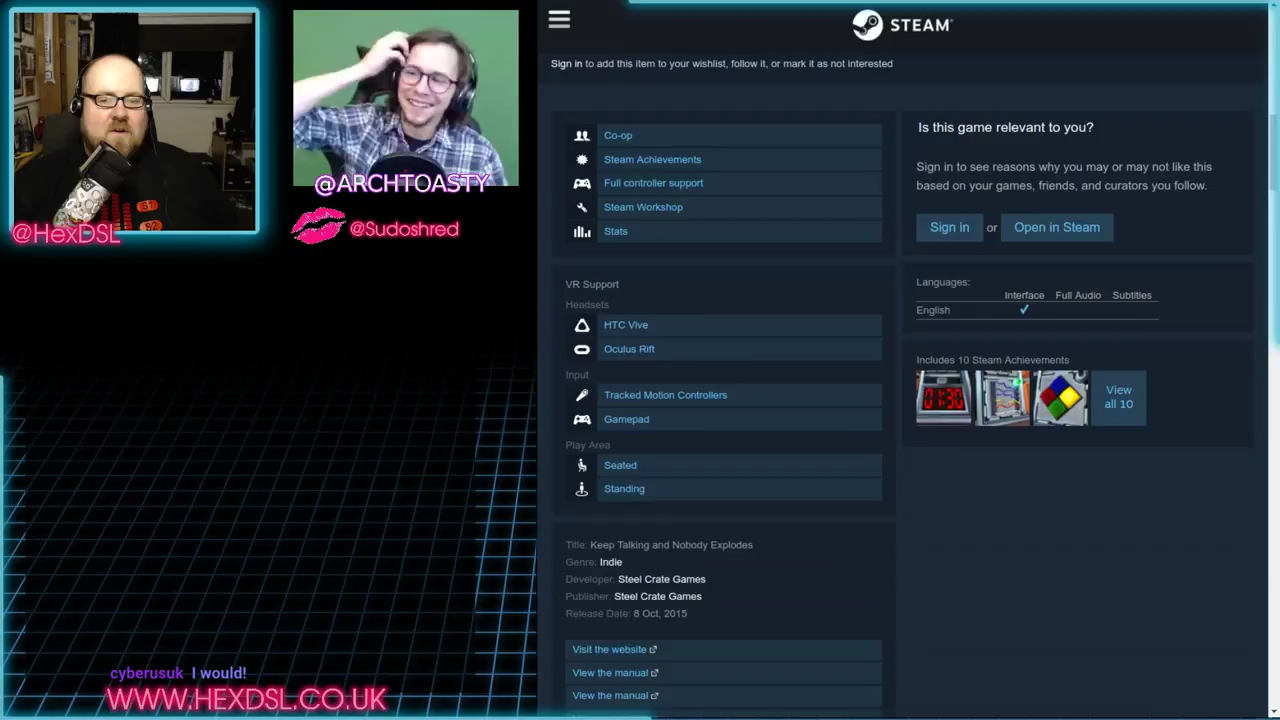 @HexDSL
S1
S2
@ARCHTOASTY
@Sudoshred
cyberusuk I would!
WWW.HEXDSL.CO.UK
STEAM
Sign in to add this item to your wishlist, follow it, or mark it as not interested
Co-op
Steam Achievements
Full controller support
Steam Workshop
Stats
VR Support
Headsets
HTC Vive
Oculus Rift
Input
Tracked Motion Controllers
Gamepad
Play Area
Seated
Standing
Title: Keep Talking and Nobody Explodes
Genre: Indie
Developer: Steel Crate Games
Publisher: Steel Crate Games
Release Date: 8 Oct, 2015
Visit the website
View the manual
View the manual
Is this game relevant to you?
Sign in to see reasons why you may or may not like this
based on your games, friends, and curators you follow.
Sign in or Open in Steam
Languages:
Interface Full Audio Subtitles
English
Includes 10 Steam Achievements
01:30
View
all 10